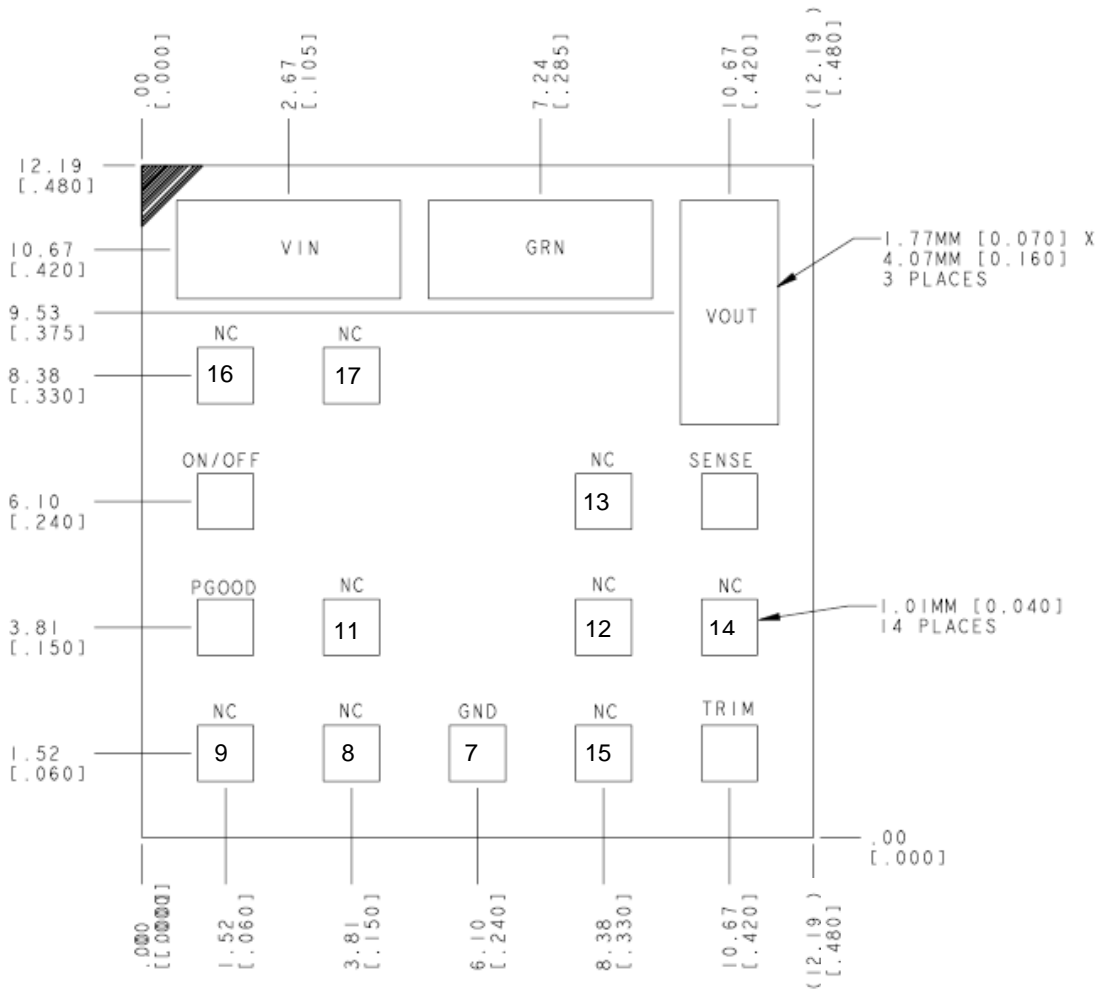 .00
[.000]
2.67
[.105]
7.24
[.285]
10.67
[.420]
(12.19 )
[.480]
12.19
[.480]
VIN
GRN
10.67
[.420]
1.77MM [0.070] X
4.07MM [0.160]
3 PLACES
9.53
[.375]
VOUT
NC
NC
8.38
[.330]
16
17
ON/OFF
NC
SENSE
6.10
[.240]
13
PGOOD
NC
NC
NC
3.81
[.150]
11
12
14
1.01MM [0.040]
14 PLACES
NC
NC
GND
NC
TRIM
1.52
[.060]
9
8
7
15
.00
[.000]
1.52
[.060]
3.81
[.150]
6.10
[.240]
8.38
[.330]
10.67
[.420]
(12.19 )
[.480]